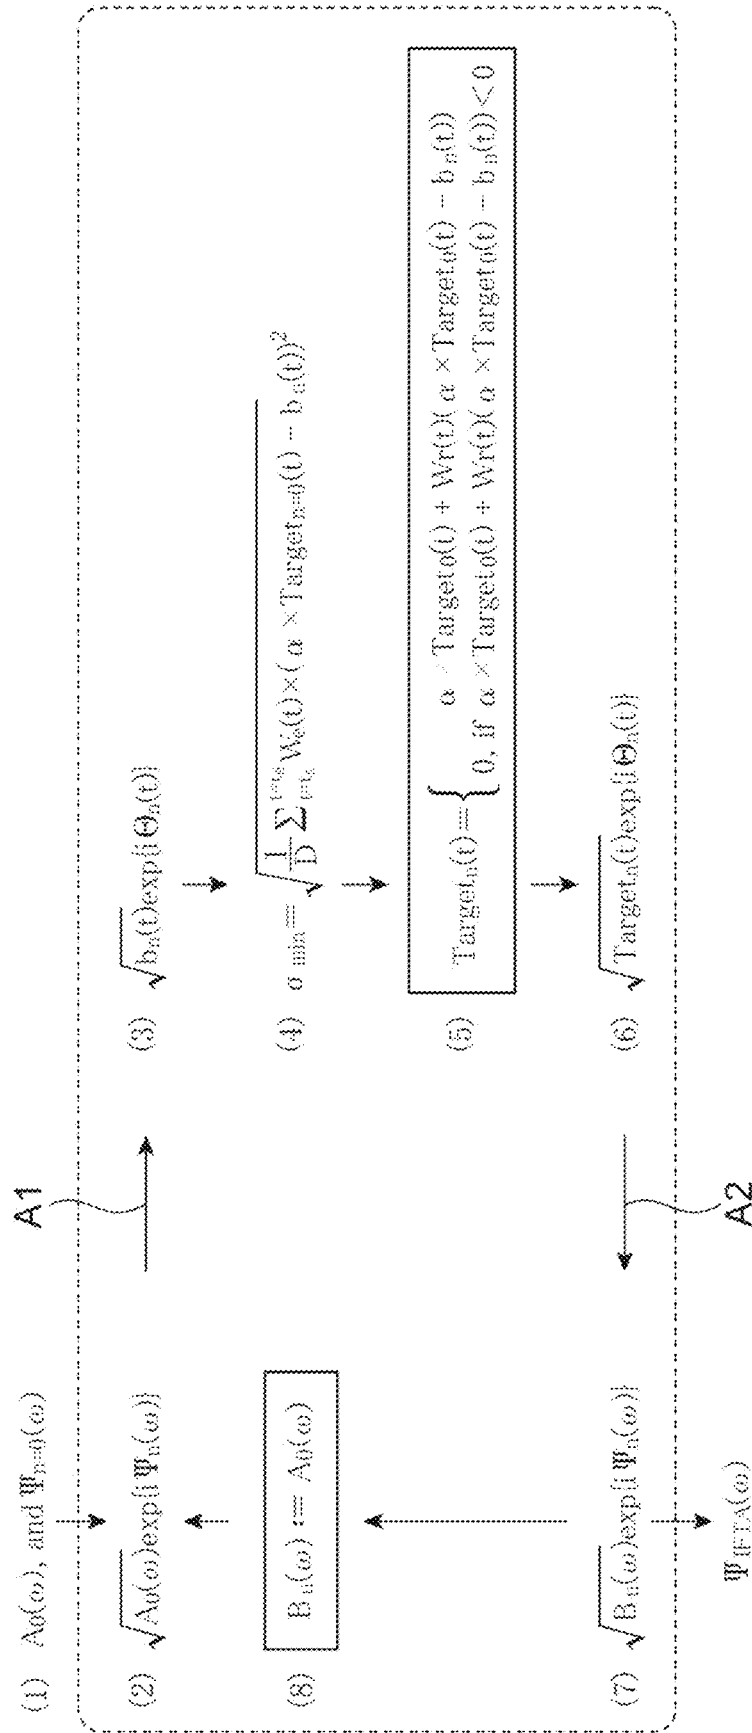 (1) A₀(ω), and Ψₙ₌₀(ω)
A1
(2) √A₀(ω)exp{iΨₙ(ω)}
(3) √bₙ(t)exp{iΘₙ(t)}
(4) σ min = √(1/D Σ W (t)×(α ×Targetₙ₌₀(t) − bₙ(t))²
(5) Targetₙ(t)= { α × Target₀(t) + Wr(t)(α ×Target₀(t) − bₙ(t))
0, if α ×Target₀(t) + Wr(t)(α ×Target₀(t) − bₙ(t))<0
(6) √Targetₙ(t)exp{iΘₙ(t)}
A2
(7) √Bₙ(ω)exp{iΨₙ(ω)}
(8) Bₙ(ω) := A₀(ω)
Ψ IFTA(ω)